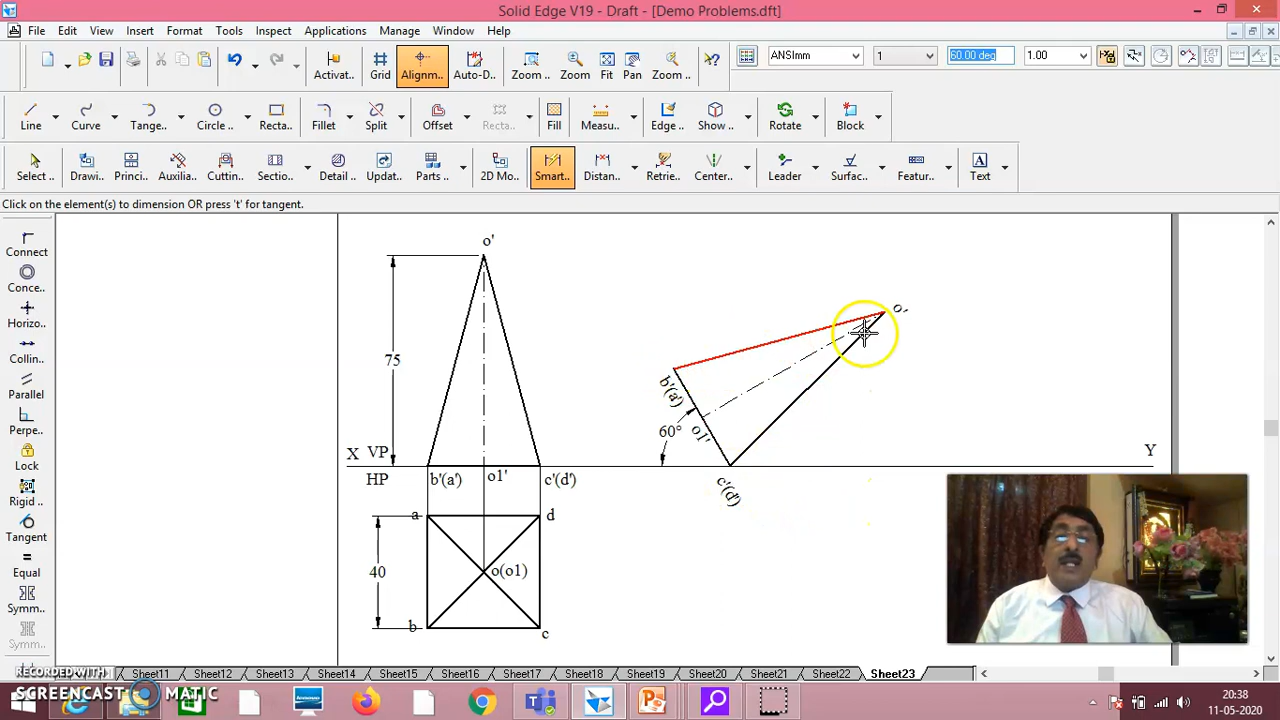 Solid Edge V19 - Draft - [Demo Problems.dft]
File Edit View Insert Format Tools Inspect Applications Manage Window Help
Activat.. Grid Alignm.. Auto-D.. Zoom .. Zoom Fit Pan Zoom .. ANSImm 1 60.00 deg 1.00
Line Curve Tange.. Circle .. Recta.. Fillet Split Offset Recta.. Fill Measu.. Edge .. Show .. Rotate Block
Select .. Drawi.. Princi.. Auxilia.. Cuttin.. Sectio.. Detail .. Updat.. Parts .. 2D Mo.. Smart.. Distan.. Retrie.. Center.. Leader Surfac.. Featur.. Text
Click on the element(s) to dimension OR press 't' for tangent.
Connect
Conce..
Horizo..
Collin..
Parallel
Perpe..
Lock
Rigid ..
Tangent
Equal
Symm..
Symm..
o'
o'
75
b'(a')
60°
o1'
X VP
Y
HP
b'(a') o1' c'(d')
c'(d')
a d
40
o(o1)
b c
Sheet11 Sheet12 Sheet13 Sheet14 Sheet15 Sheet16 Sheet17 Sheet18 Sheet19 Sheet20 Sheet21 Sheet22 Sheet23
RECORDED WITH
SCREENCAST MATIC
20:38
11-05-2020